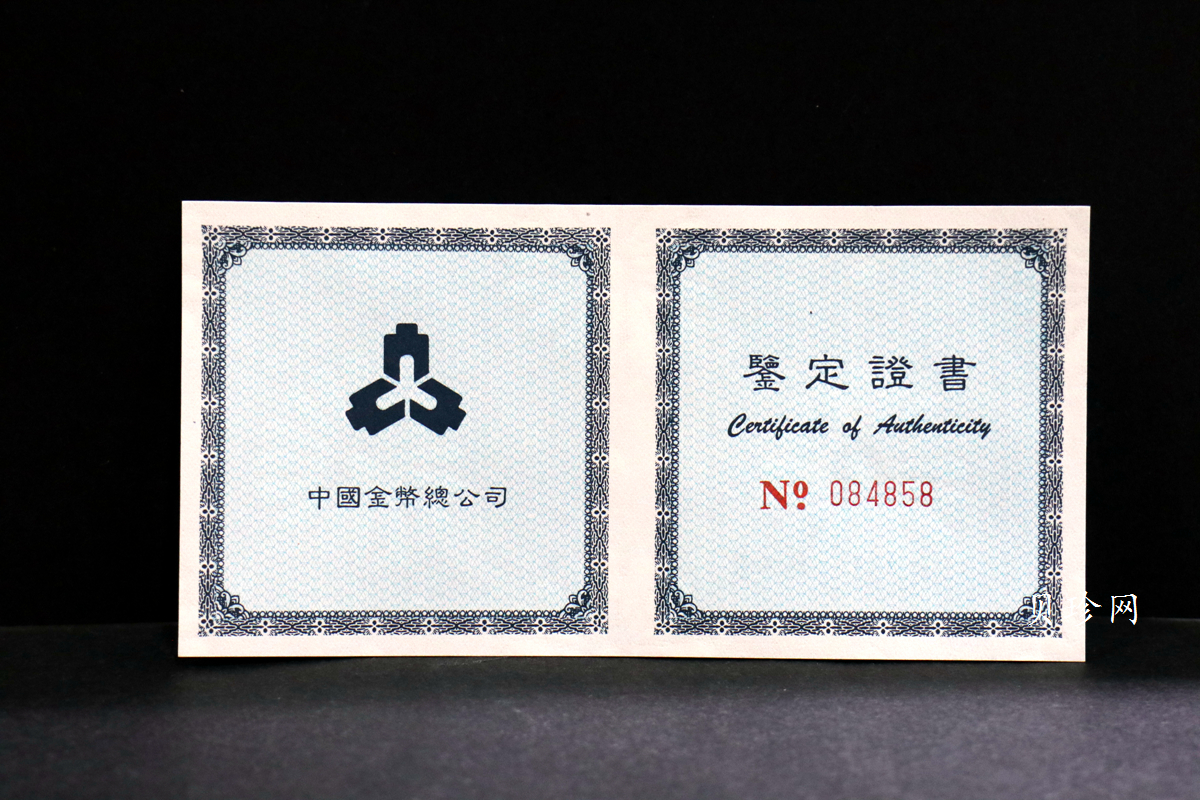 中國金幣總公司
鑒定證書
Certificate of Authenticity
Nº 084858
贝珍网